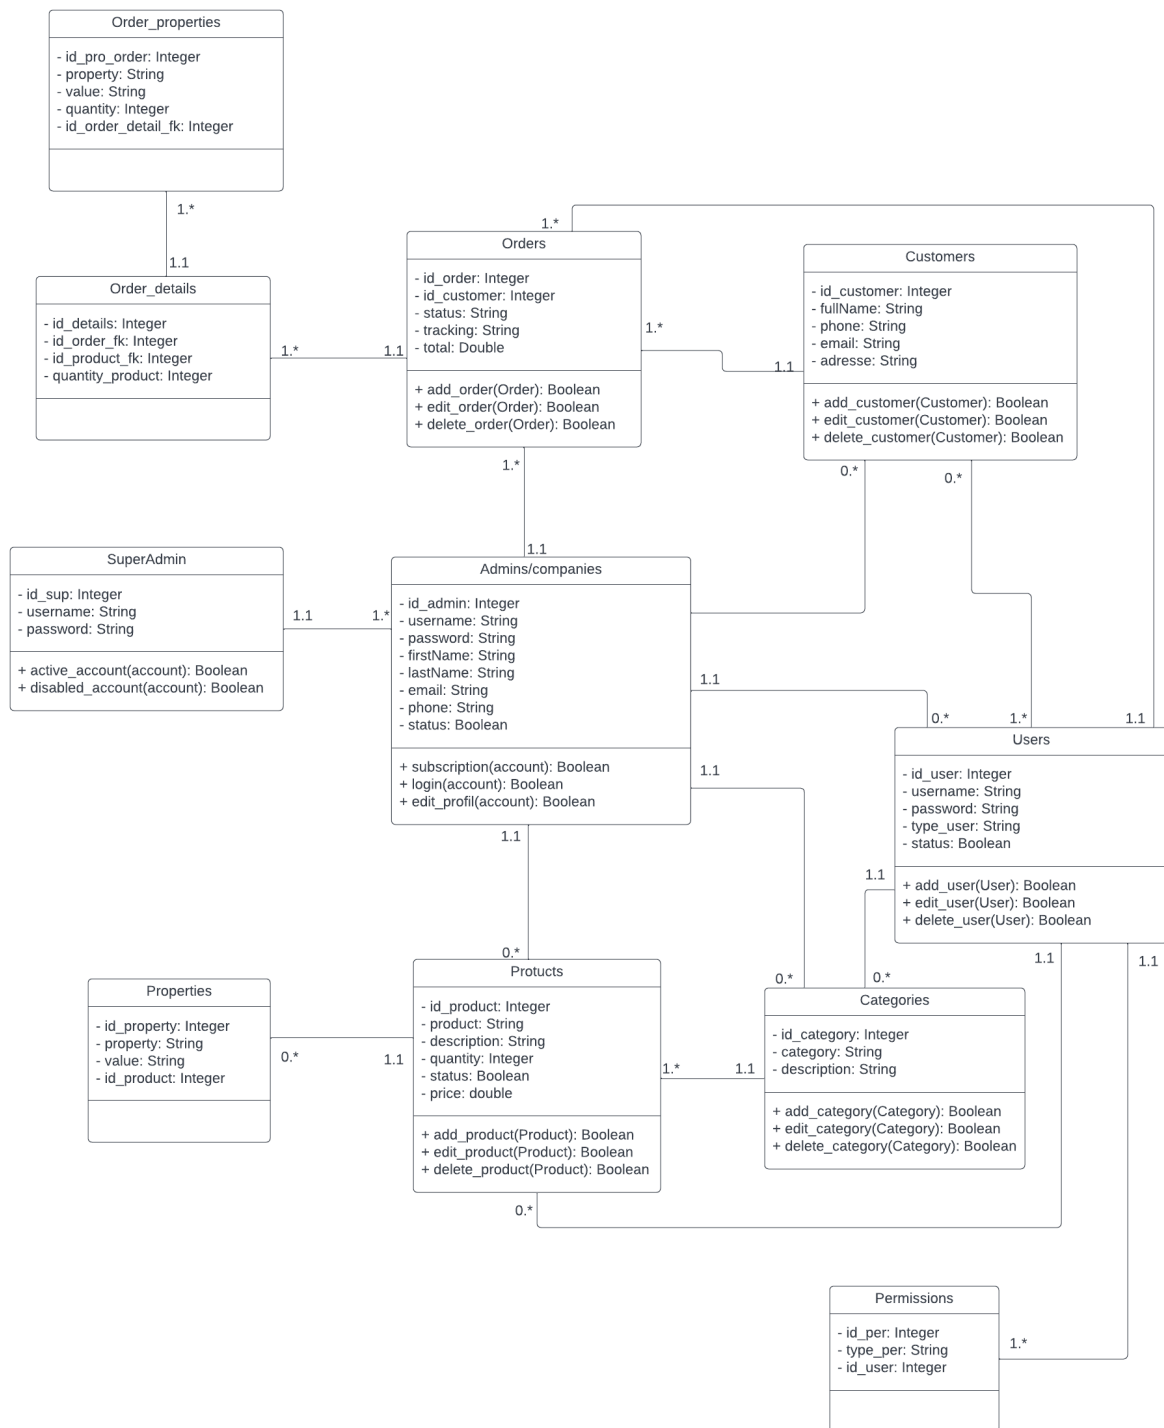 Order_properties
- id_pro_order: Integer
- property: String
- value: String
- quantity: Integer
- id_order_detail_fk: Integer
1.*
1.1
Order_details
- id_details: Integer
- id_order_fk: Integer
- id_product_fk: Integer
- quantity_product: Integer
1.*
1.1
1.*
Orders
- id_order: Integer
- id_customer: Integer
- status: String
- tracking: String
- total: Double
+ add_order(Order): Boolean
+ edit_order(Order): Boolean
+ delete_order(Order): Boolean
1.*
1.1
Customers
- id_customer: Integer
- fullName: String
- phone: String
- email: String
- adresse: String
+ add_customer(Customer): Boolean
+ edit_customer(Customer): Boolean
+ delete_customer(Customer): Boolean
1.*
1.1
0.*
0.*
SuperAdmin
- id_sup: Integer
- username: String
- password: String
+ active_account(account): Boolean
+ disabled_account(account): Boolean
1.1
1.*
Admins/companies
- id_admin: Integer
- username: String
- password: String
- firstName: String
- lastName: String
- email: String
- phone: String
- status: Boolean
+ subscription(account): Boolean
+ login(account): Boolean
+ edit_profil(account): Boolean
1.1
0.*
1.*
1.1
1.1
Users
- id_user: Integer
- username: String
- password: String
- type_user: String
- status: Boolean
+ add_user(User): Boolean
+ edit_user(User): Boolean
+ delete_user(User): Boolean
1.1
1.1
1.1
1.1
0.*
0.*
0.*
Properties
- id_property: Integer
- property: String
- value: String
- id_product: Integer
0.*
1.1
Protucts
- id_product: Integer
- product: String
- description: String
- quantity: Integer
- status: Boolean
- price: double
+ add_product(Product): Boolean
+ edit_product(Product): Boolean
+ delete_product(Product): Boolean
1.*
1.1
Categories
- id_category: Integer
- category: String
- description: String
+ add_category(Category): Boolean
+ edit_category(Category): Boolean
+ delete_category(Category): Boolean
0.*
Permissions
- id_per: Integer
- type_per: String
- id_user: Integer
1.*